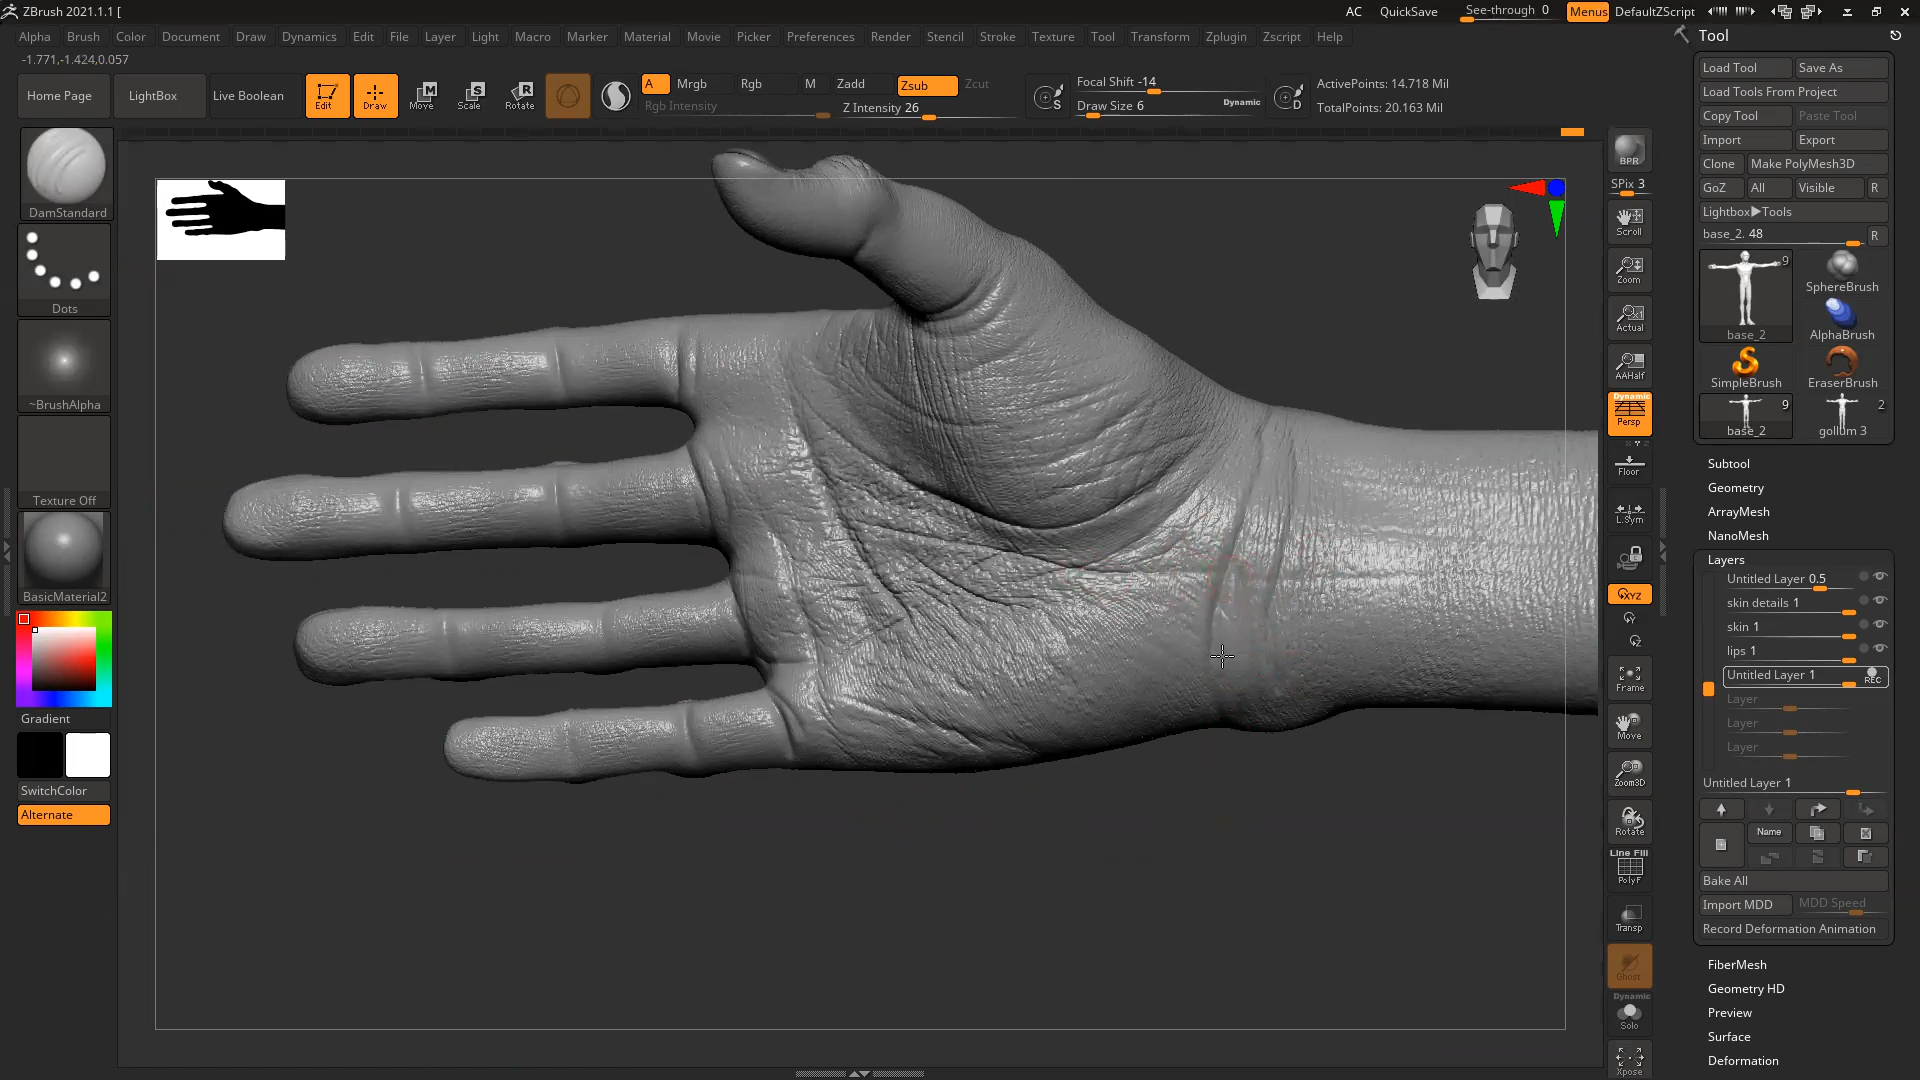 ZBrush 2021.1.1 [
AC QuickSave See-through 0 Menus DefaultZScript
Alpha Brush Color Document Draw Dynamics Edit File Layer Light Macro Marker Material Movie Picker Preferences Render Stencil Stroke Texture Tool Transform Zplugin Zscript Help
-1.771,-1.424,0.057
Home Page LightBox Live Boolean Edit Draw Move Scale Rotate
A Mrgb Rgb M Zadd Zsub Zcut
Rgb Intensity Z Intensity 26
Focal Shift -14
Draw Size 6 Dynamic
S D
ActivePoints: 14.718 Mil
TotalPoints: 20.163 Mil
DamStandard
Dots
~BrushAlpha
Texture Off
BasicMaterial2
Gradient
SwitchColor
Alternate
BPR
SPix 3
Scroll
Zoom
Actual
AAHalf
Dynamic
Persp
Floor
L.Sym
XYZ
Y
Z
Frame
Move
Zoom3D
Rotate
Line Fill
PolyF
Transp
Ghost
Dynamic
Solo
Xpose
Tool
Load Tool Save As
Load Tools From Project
Copy Tool Paste Tool
Import Export
Clone Make PolyMesh3D
GoZ All Visible R
Lightbox▶Tools
base_2. 48 R
9
SphereBrush
base_2 AlphaBrush
SimpleBrush EraserBrush
9 2
base_2 gollum 3
Subtool
Geometry
ArrayMesh
NanoMesh
Layers
Untitled Layer 0.5
skin details 1
skin 1
lips 1
Untitled Layer 1 REC
Layer
Layer
Layer
Untitled Layer 1
Name
Bake All
Import MDD MDD Speed
Record Deformation Animation
FiberMesh
Geometry HD
Preview
Surface
Deformation